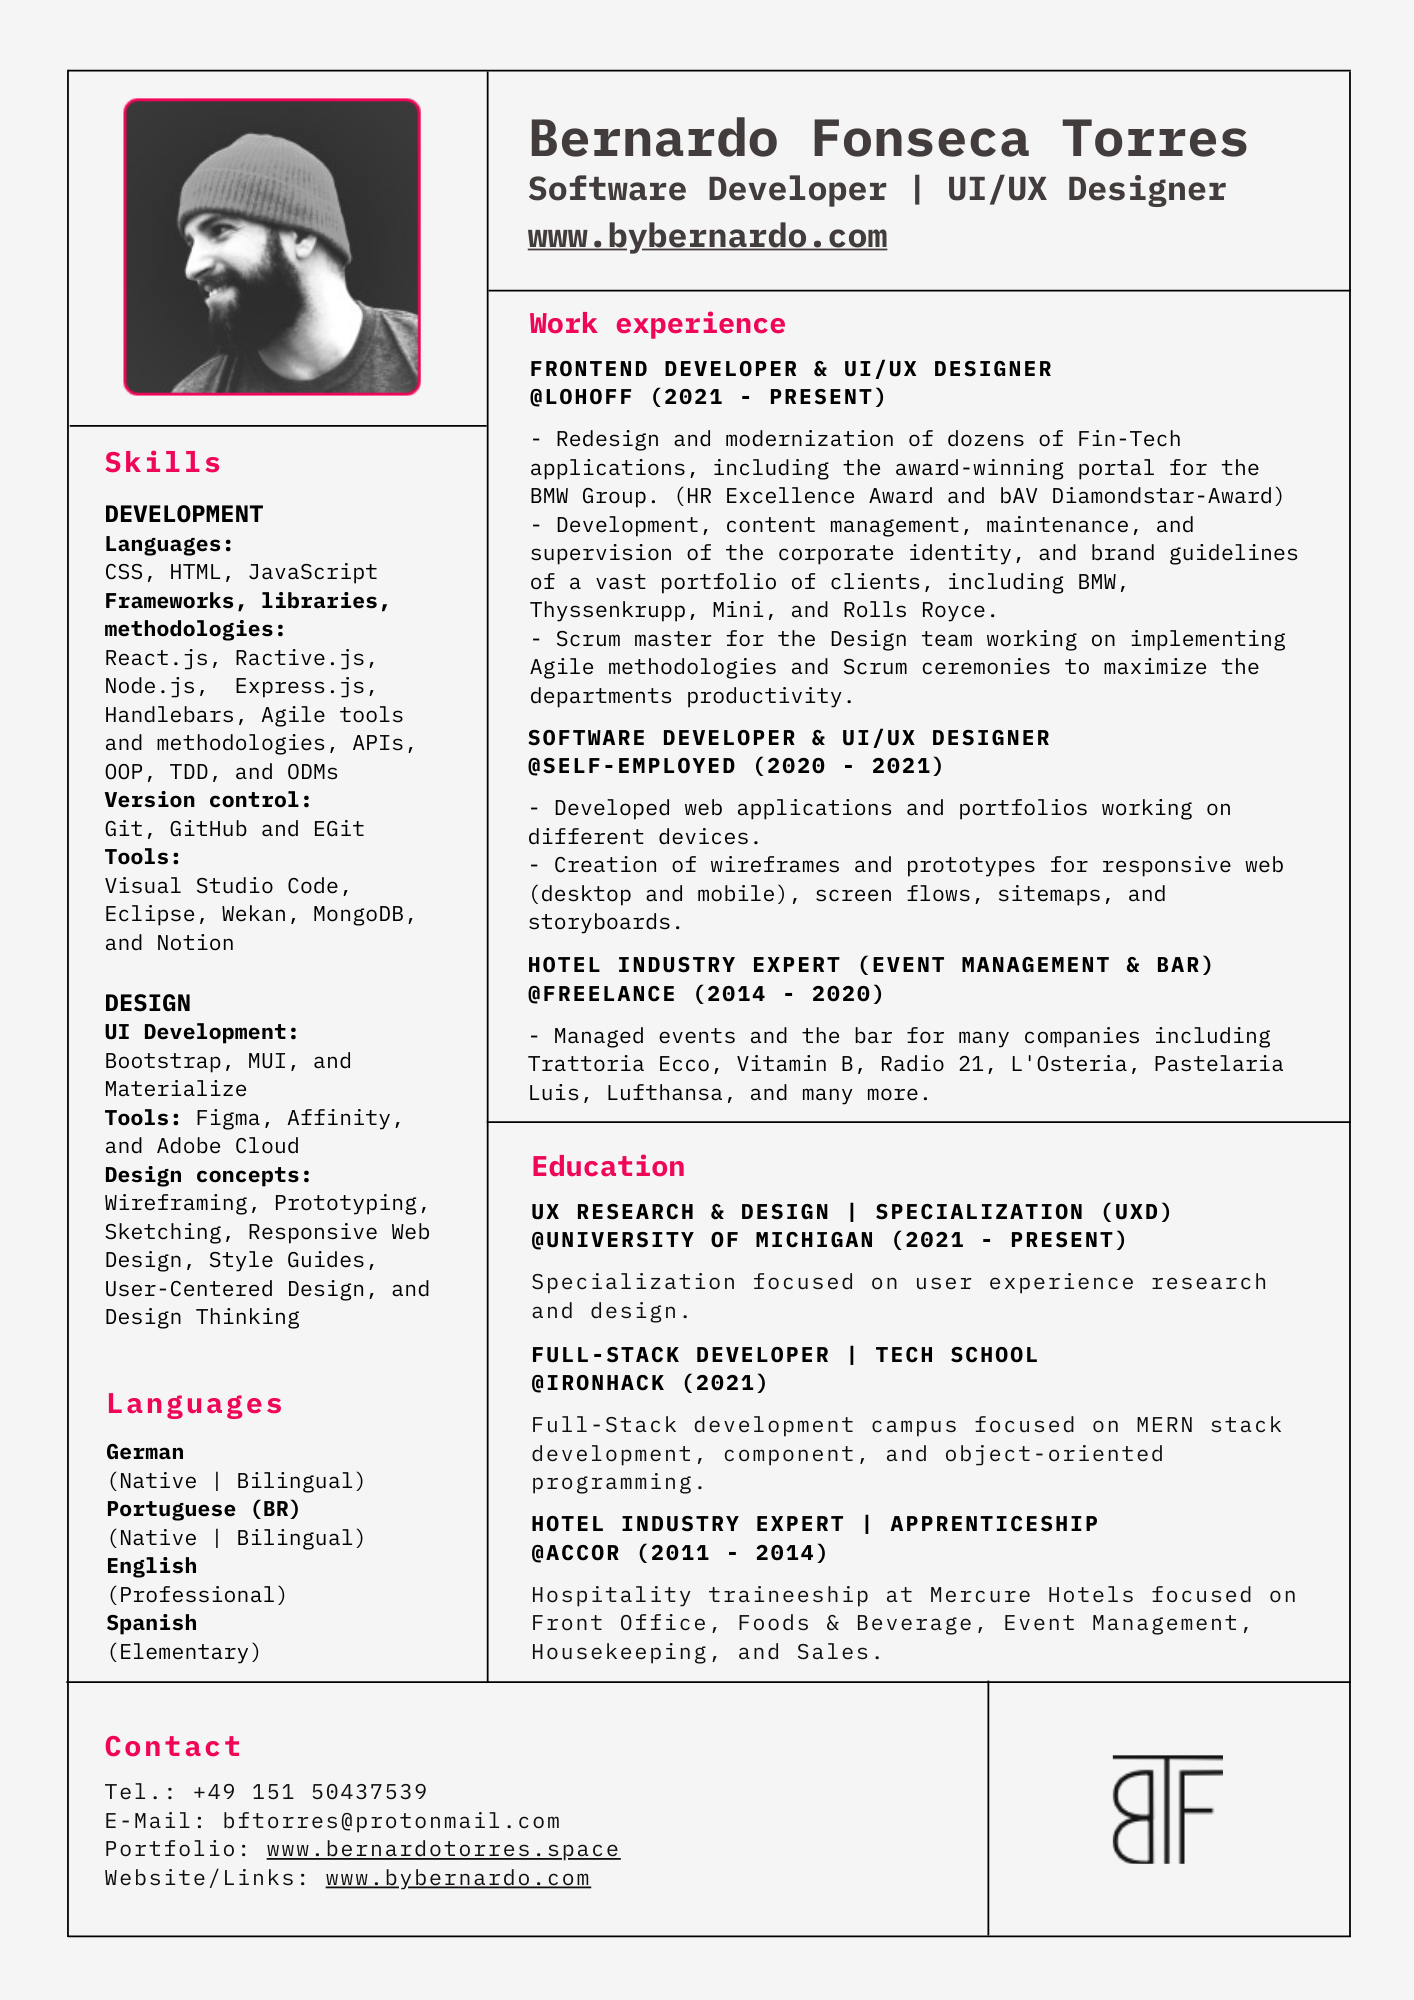 Bernardo Fonseca Torres
Software Developer | UI/UX Designer
www.bybernardo.com
Skills
DEVELOPMENT
Languages:
CSS, HTML, JavaScript
Frameworks, libraries,
methodologies:
React.js, Ractive.js,
Node.js,  Express.js,
Handlebars, Agile tools
and methodologies, APIs,
OOP, TDD, and ODMs
Version control:
Git, GitHub and EGit
Tools:
Visual Studio Code,
Eclipse, Wekan, MongoDB,
and Notion
DESIGN
UI Development:
Bootstrap, MUI, and
Materialize
Tools: Figma, Affinity,
and Adobe Cloud
Design concepts:
Wireframing, Prototyping,
Sketching, Responsive Web
Design, Style Guides,
User-Centered Design, and
Design Thinking
Languages
German
(Native | Bilingual)
Portuguese (BR)
(Native | Bilingual)
English
(Professional)
Spanish
(Elementary)
Work experience
FRONTEND DEVELOPER & UI/UX DESIGNER
@LOHOFF (2021 - PRESENT)
- Redesign and modernization of dozens of Fin-Tech
applications, including the award-winning portal for the
BMW Group. (HR Excellence Award and bAV Diamondstar-Award)
- Development, content management, maintenance, and
supervision of the corporate identity, and brand guidelines
of a vast portfolio of clients, including BMW,
Thyssenkrupp, Mini, and Rolls Royce.
- Scrum master for the Design team working on implementing
Agile methodologies and Scrum ceremonies to maximize the
departments productivity.
SOFTWARE DEVELOPER & UI/UX DESIGNER
@SELF-EMPLOYED (2020 - 2021)
- Developed web applications and portfolios working on
different devices.
- Creation of wireframes and prototypes for responsive web
(desktop and mobile), screen flows, sitemaps, and
storyboards.
HOTEL INDUSTRY EXPERT (EVENT MANAGEMENT & BAR)
@FREELANCE (2014 - 2020)
- Managed events and the bar for many companies including
Trattoria Ecco, Vitamin B, Radio 21, L'Osteria, Pastelaria
Luis, Lufthansa, and many more.
Education
UX RESEARCH & DESIGN | SPECIALIZATION (UXD)
@UNIVERSITY OF MICHIGAN (2021 - PRESENT)
Specialization focused on user experience research
and design.
FULL-STACK DEVELOPER | TECH SCHOOL
@IRONHACK (2021)
Full-Stack development campus focused on MERN stack
development, component, and object-oriented
programming.
HOTEL INDUSTRY EXPERT | APPRENTICESHIP
@ACCOR (2011 - 2014)
Hospitality traineeship at Mercure Hotels focused on
Front Office, Foods & Beverage, Event Management,
Housekeeping, and Sales.
Contact
Tel.: +49 151 50437539
E-Mail: bftorres@protonmail.com
Portfolio: www.bernardotorres.space
Website/Links: www.bybernardo.com
BTF